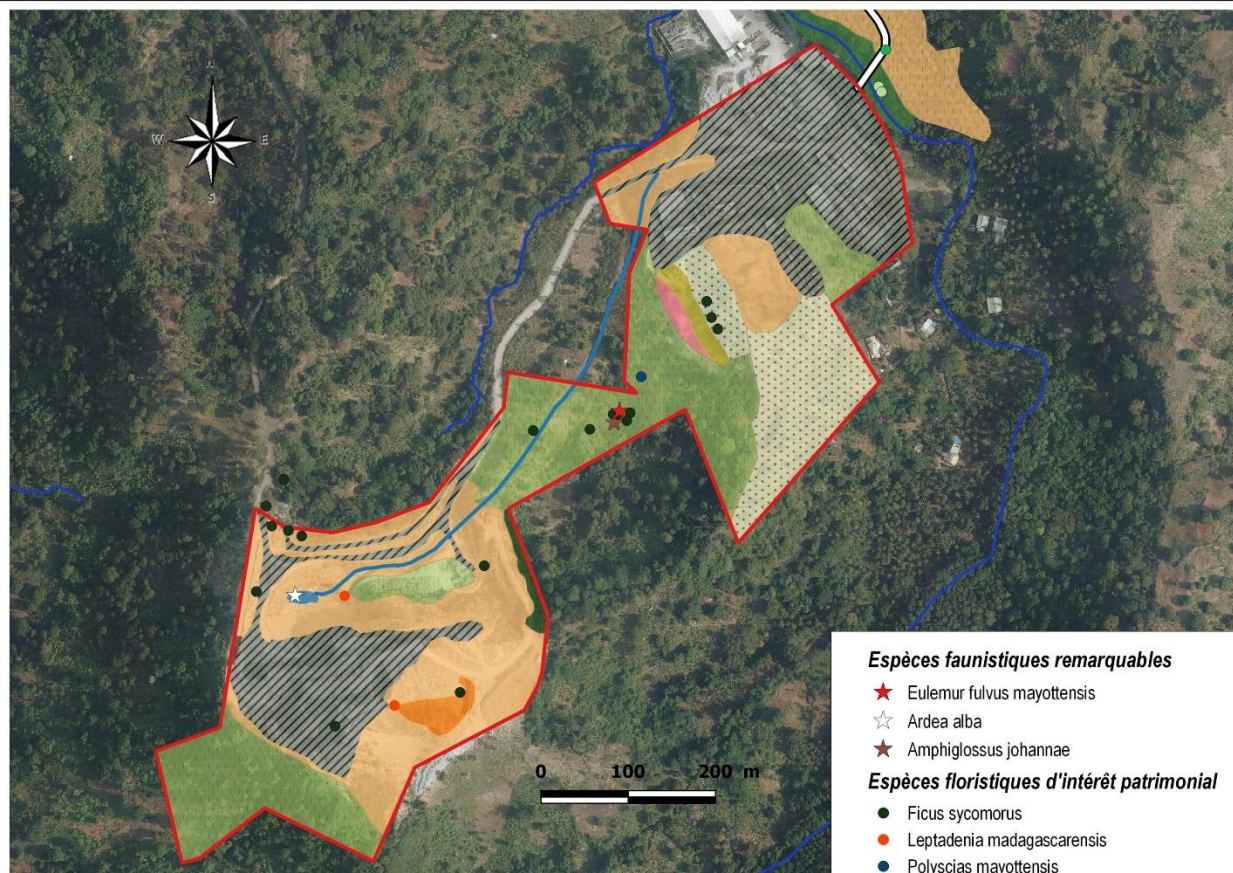 N
W E
S
0 100 200 m
Espèces faunistiques remarquables
Eulemur fulvus mayottensis
Ardea alba
Amphiglossus johannae
Espèces floristiques d'intérêt patrimonial
Ficus sycomorus
Leptadenia madagascarensis
Polyscias mayottensis